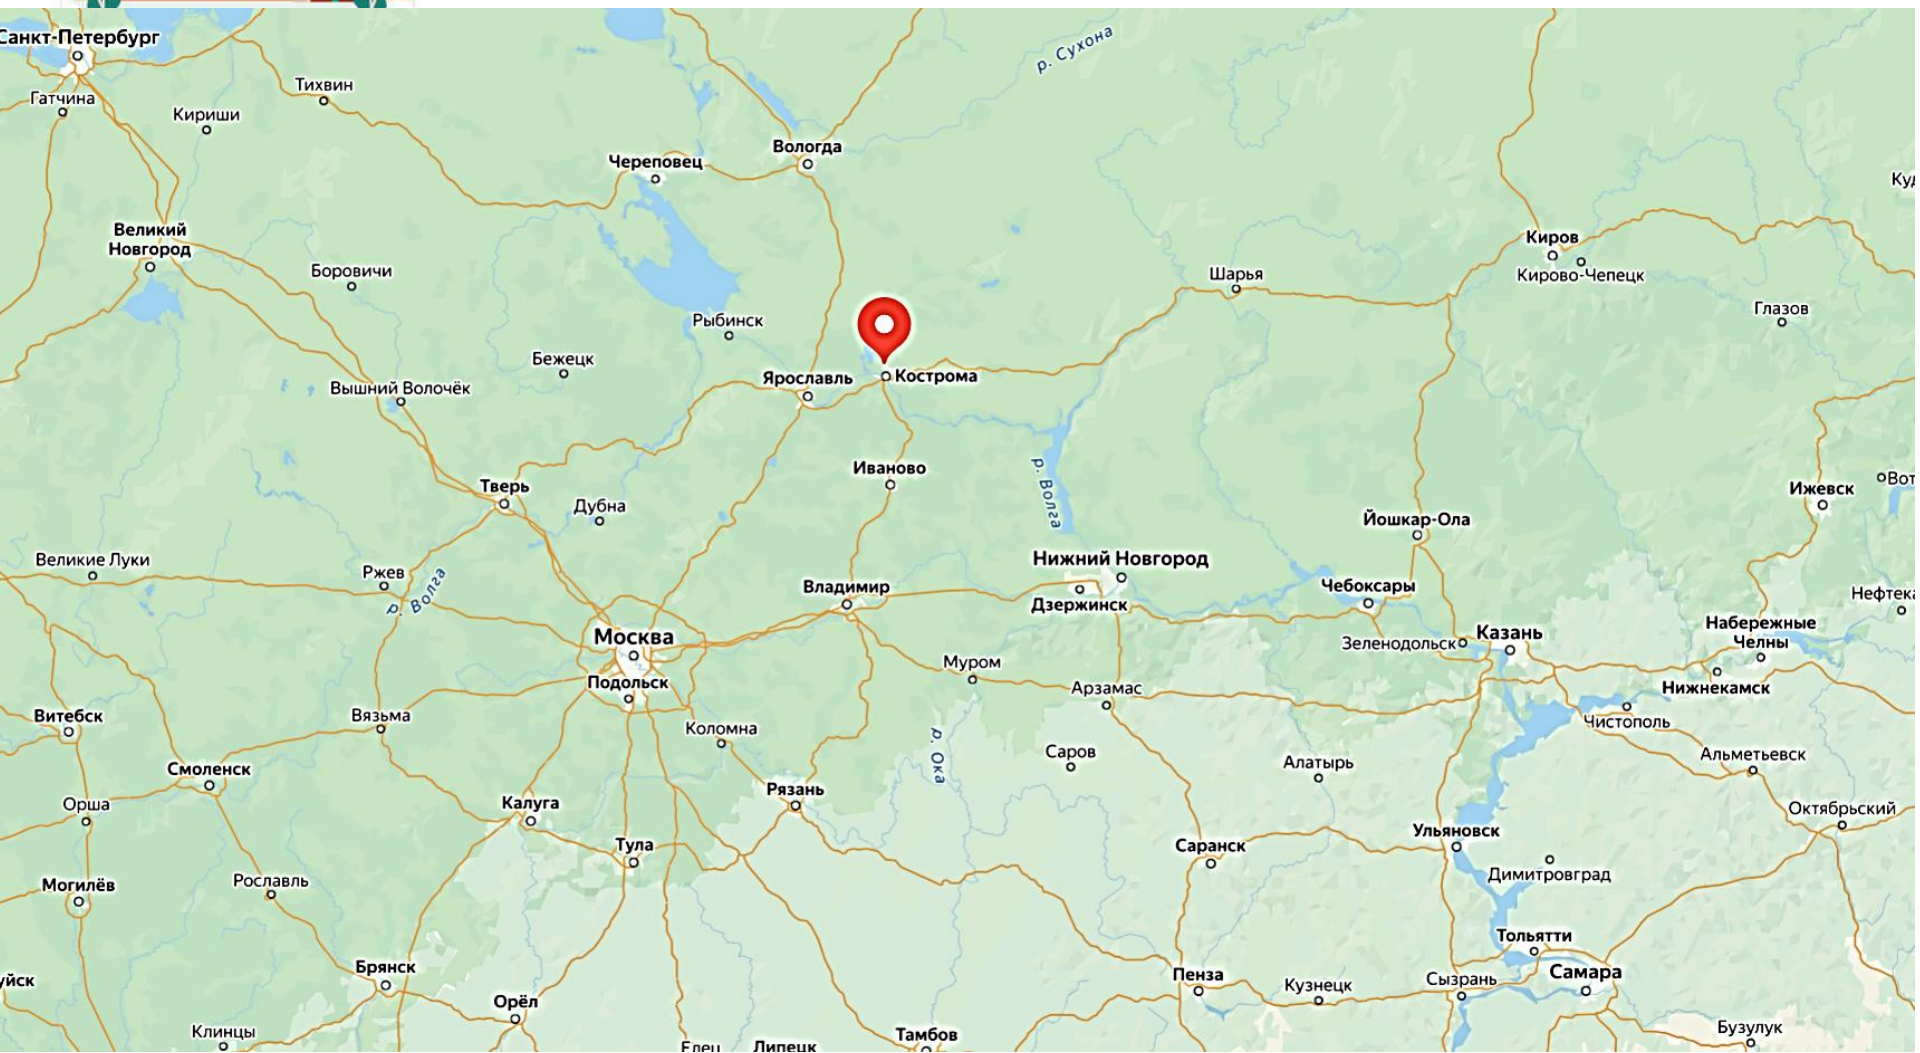 Санкт-Петербург
р. Сухона
Тихвин
Гатчина
Кириши
Вологда
Череповец
Великий
Новгород
Киров
Боровичи
Шарья
Кирово-Чепецк
Глазов
Рыбинск
Бежецк
Ярославль
Кострома
Вышний Волочёк
Иваново
р. Волга
Тверь
Ижевск
Дубна
Йошкар-Ола
Великие Луки
Нижний Новгород
Ржев
р. Волга
Владимир
Чебоксары
Дзержинск
Москва
Казань
Набережные
Челны
Зеленодольск
Муром
Подольск
Арзамас
Нижнекамск
Витебск
Вязьма
Коломна
Чистополь
р. Ока
Саров
Алатырь
Альметьевск
Смоленск
Рязань
Орша
Калуга
Октябрьский
Тула
Ульяновск
Саранск
Димитровград
Могилёв
Рославль
Тольятти
Брянск
Пенза
Кузнецк
Сызрань
Самара
Орёл
Клинцы
Тамбов
Бузулук
Елец
Липецк